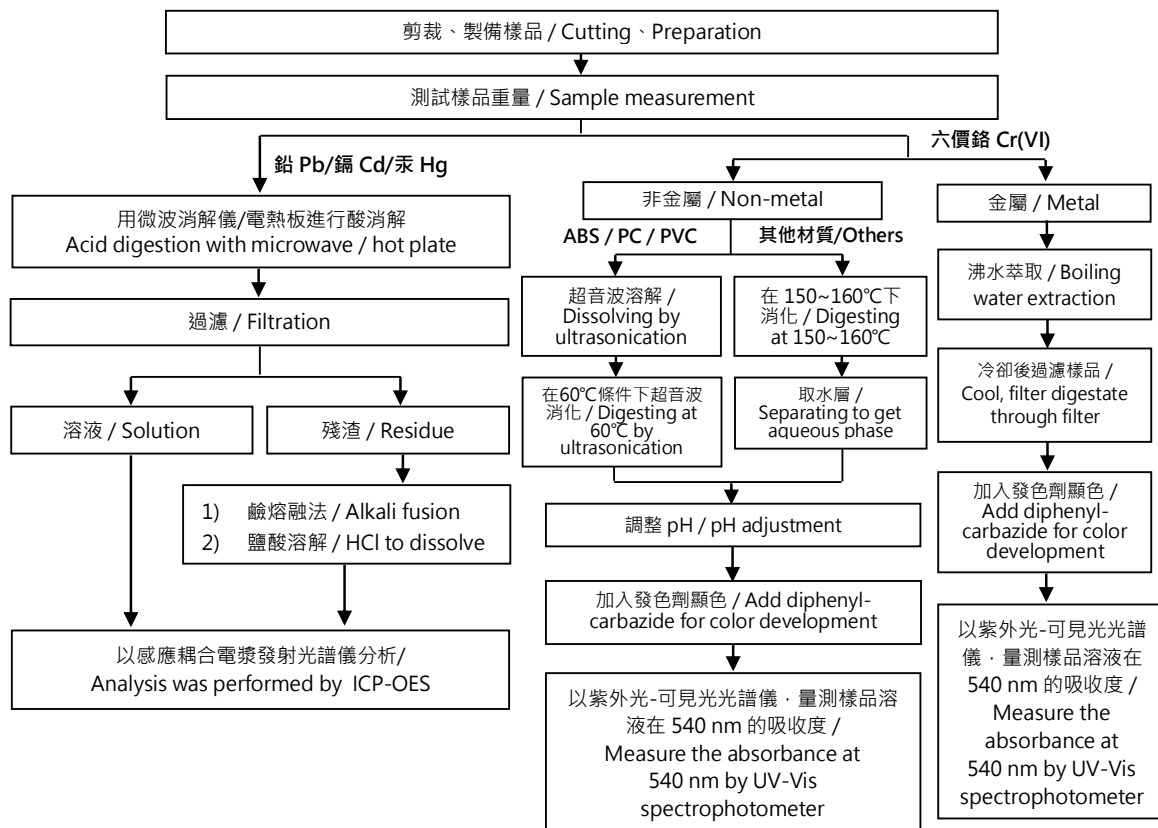 剪裁、製備樣品 / Cutting、Preparation
測試樣品重量 / Sample measurement
鉛 Pb/鎘 Cd/汞 Hg
六價鉻 Cr(VI)
用微波消解儀/電熱板進行酸消解
Acid digestion with microwave / hot plate
過濾 / Filtration
溶液 / Solution
殘渣 / Residue
1) 鹼熔融法 / Alkali fusion
2) 鹽酸溶解 / HCl to dissolve
以感應耦合電漿發射光譜儀分析/
Analysis was performed by ICP-OES
非金屬 / Non-metal
ABS / PC / PVC
其他材質/Others
超音波溶解 /
Dissolving by
ultrasonication
在60℃條件下超音波
消化 / Digesting at
60℃ by
ultrasonication
在 150~160℃下
消化 / Digesting
at 150~160℃
取水層 /
Separating to get
aqueous phase
調整 pH / pH adjustment
加入發色劑顯色 / Add diphenyl-
carbazide for color development
以紫外光-可見光光譜儀，量測樣品溶
液在 540 nm 的吸收度 /
Measure the absorbance at
540 nm by UV-Vis
spectrophotometer
金屬 / Metal
沸水萃取 / Boiling
water extraction
冷卻後過濾樣品 /
Cool, filter digestate
through filter
加入發色劑顯色 /
Add diphenyl-
carbazide for color
development
以紫外光-可見光光譜
儀，量測樣品溶液在
540 nm 的吸收度 /
Measure the
absorbance at
540 nm by UV-Vis
spectrophotometer